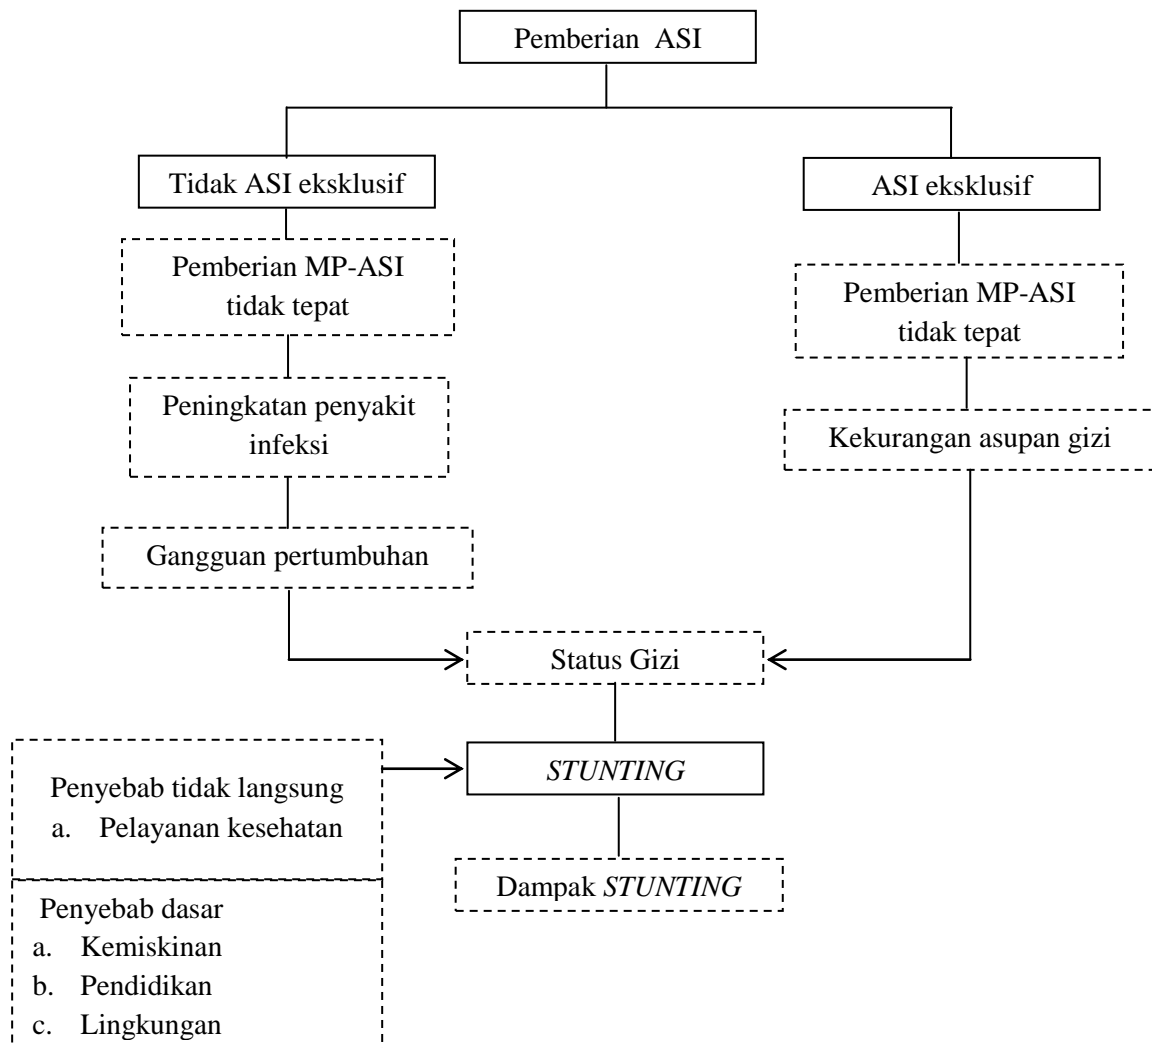 Pemberian  ASI
Tidak ASI eksklusif
ASI eksklusif
Pemberian MP-ASI
tidak tepat
Pemberian MP-ASI
tidak tepat
Peningkatan penyakit
infeksi
Kekurangan asupan gizi
Gangguan pertumbuhan
Status Gizi
STUNTING
Penyebab tidak langsung
a. Pelayanan kesehatan
Dampak STUNTING
Penyebab dasar
a. Kemiskinan
b. Pendidikan
c. Lingkungan